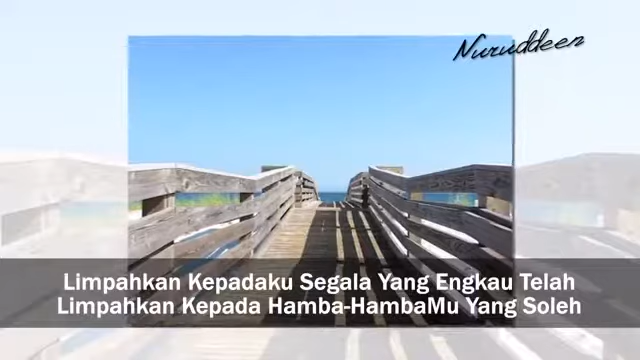 Nuruddeen
Limpahkan Kepadaku Segala Yang Engkau Telah
Limpahkan Kepada Hamba-HambaMu Yang Soleh